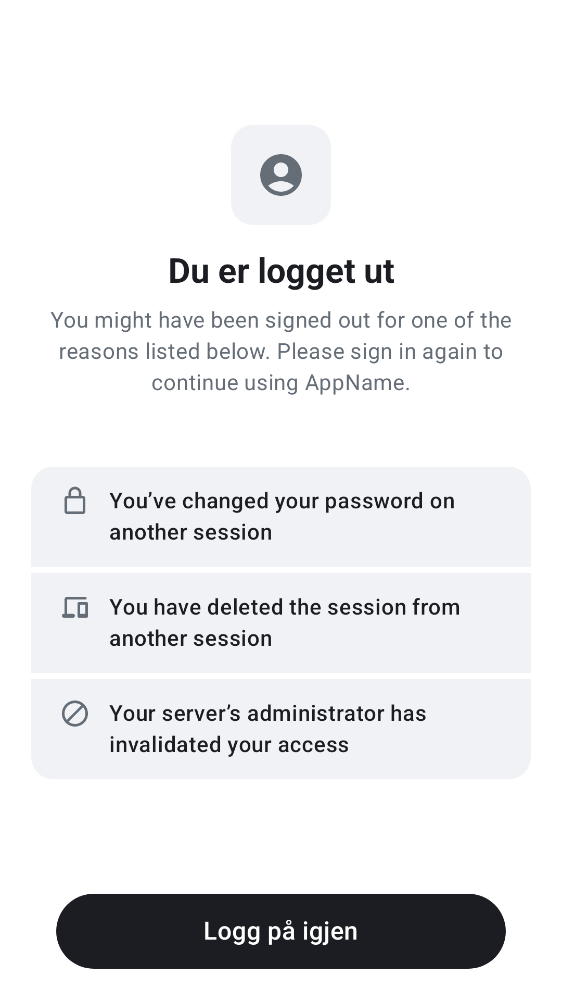 Du er logget ut
You might have been signed out for one of the
reasons listed below. Please sign in again to
continue using AppName.
You’ve changed your password on
another session
You have deleted the session from
another session
Your server’s administrator has
invalidated your access
Logg på igjen